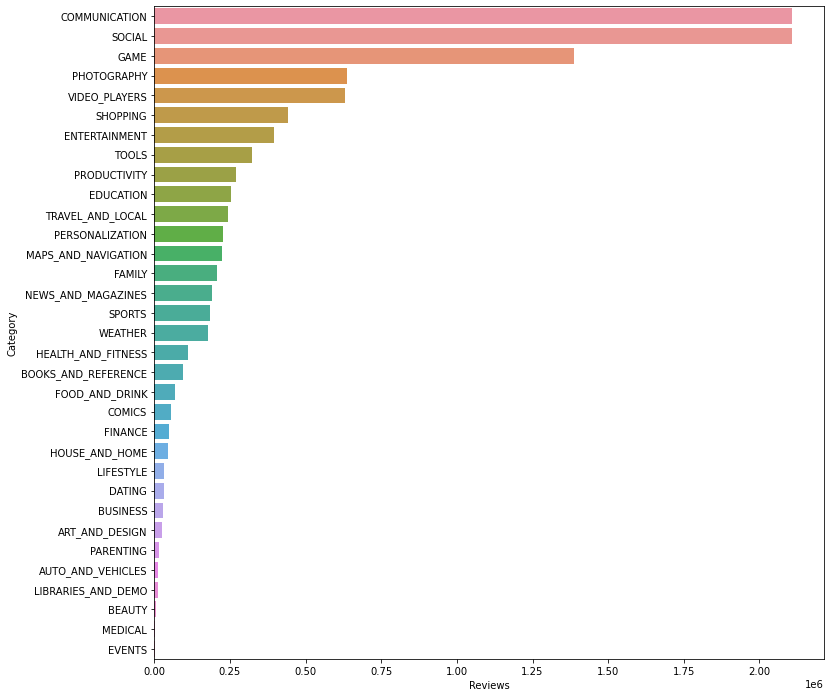 COMMUNICATION
SOCIAL
GAME
PHOTOGRAPHY
VIDEO_PLAYERS
SHOPPING
ENTERTAINMENT
TOOLS
PRODUCTIVITY
EDUCATION
TRAVEL_AND_LOCAL
PERSONALIZATION
MAPS_AND_NAVIGATION
FAMILY
NEWS_AND_MAGAZINES
SPORTS
WEATHER
HEALTH_AND_FITNESS
BOOKS_AND_REFERENCE
FOOD_AND_DRINK
COMICS
FINANCE
HOUSE_AND_HOME
LIFESTYLE
DATING
BUSINESS
ART_AND_DESIGN
PARENTING
AUTO_AND_VEHICLES
LIBRARIES_AND_DEMO
BEAUTY
MEDICAL
EVENTS
Category
0.00 0.25 0.50 0.75 1.00 1.25 1.50 1.75 2.00
Reviews
1e6